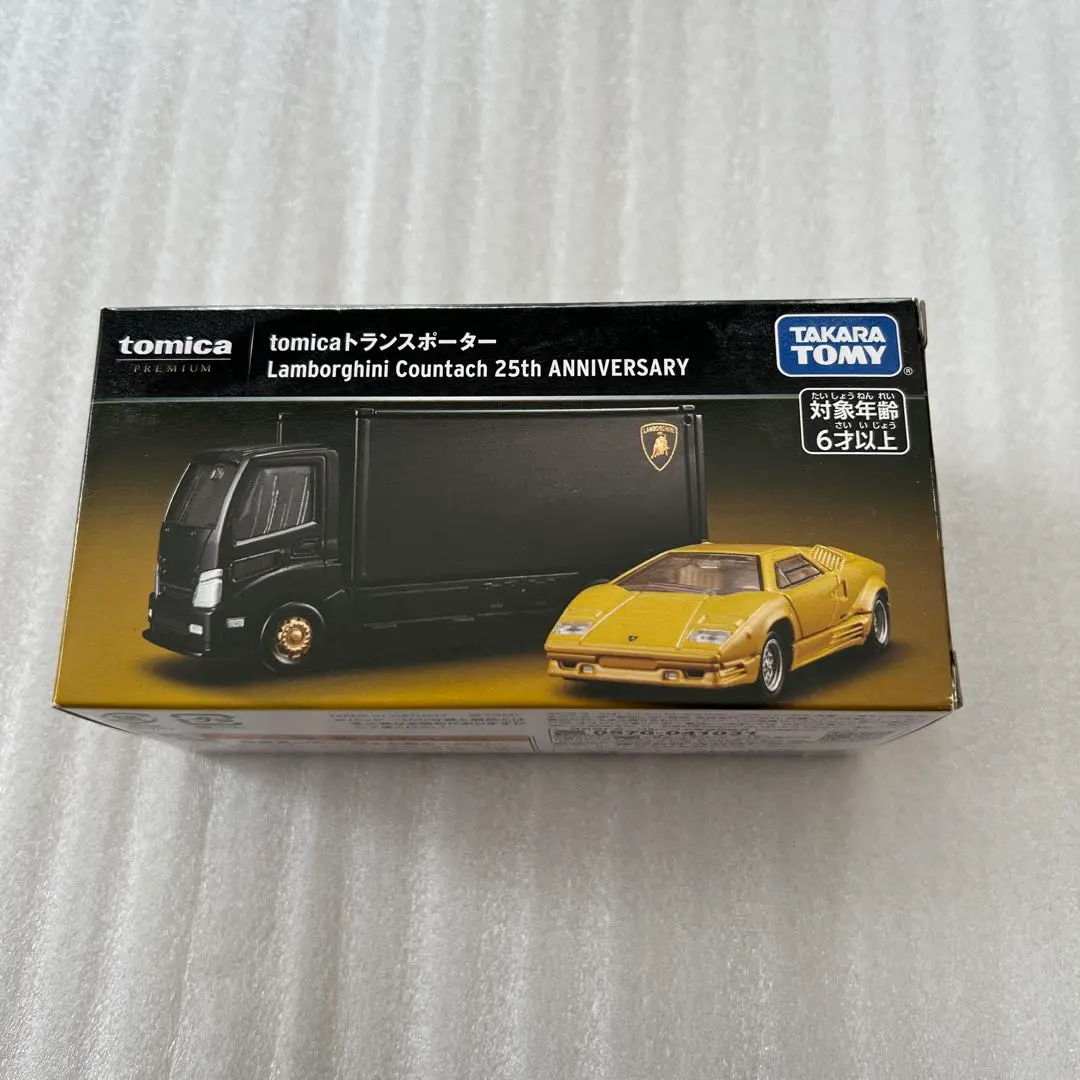 tomica
PREMIUM
tomicaトランスポーター
Lamborghini Countach 25th ANNIVERSARY
TAKARA
TOMY
®
たいしょうねんれい
対象年齢
さいいじょう
6才以上
LAMBORGHINI
0570-041031